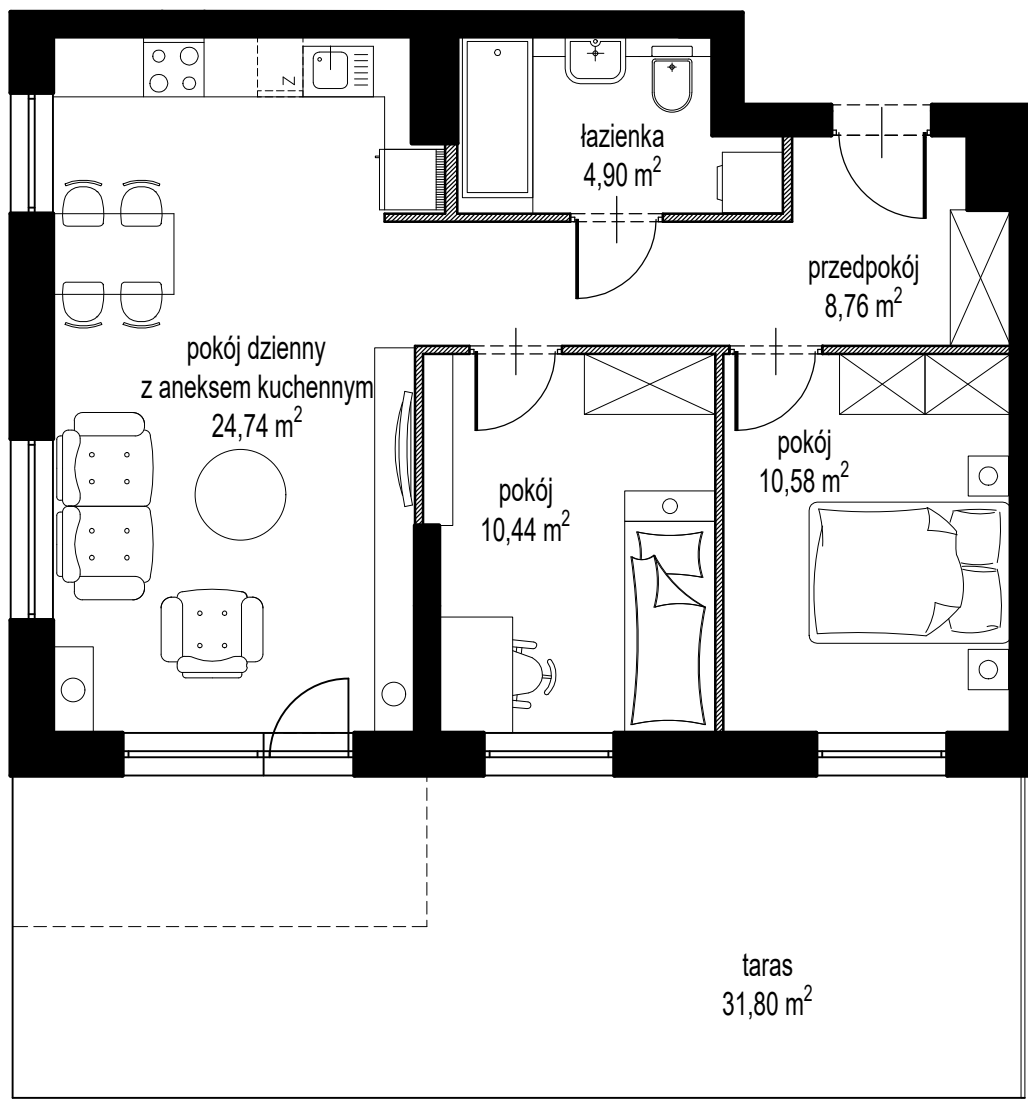 łazienka
4,90 m²
przedpokój
8,76 m²
pokój dzienny
z aneksem kuchennym
24,74 m²
pokój
10,44 m²
pokój
10,58 m²
taras
31,80 m²
Z